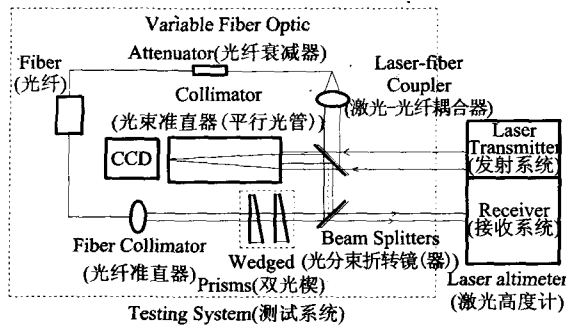 Variable Fiber Optic
Attenuator(光纤衰减器)
Fiber
(光纤)
Laser-fiber
Coupler
(激光-光纤耦合器)
Collimator
(光束准直器(平行光管))
CCD
Laser
Transmitter
(发射系统)
Receiver
(接收系统)
Fiber Collimator
(光纤准直器)
Wedged
Prisms(双光楔)
Beam Splitters
(光分束折转镜(器))
Laser altimeter
(激光高度计)
Testing System(测试系统)